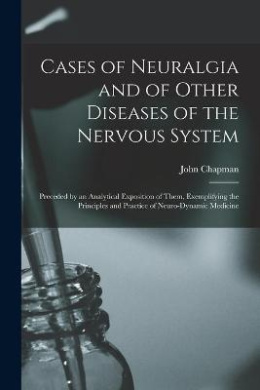 Cases of Neuralgia
and of Other
Diseases of the
Nervous System
John Chapman
Preceded by an Analytical Exposition of Them, Exemplifying the
Principles and Practice of Neuro-Dynamic Medicine